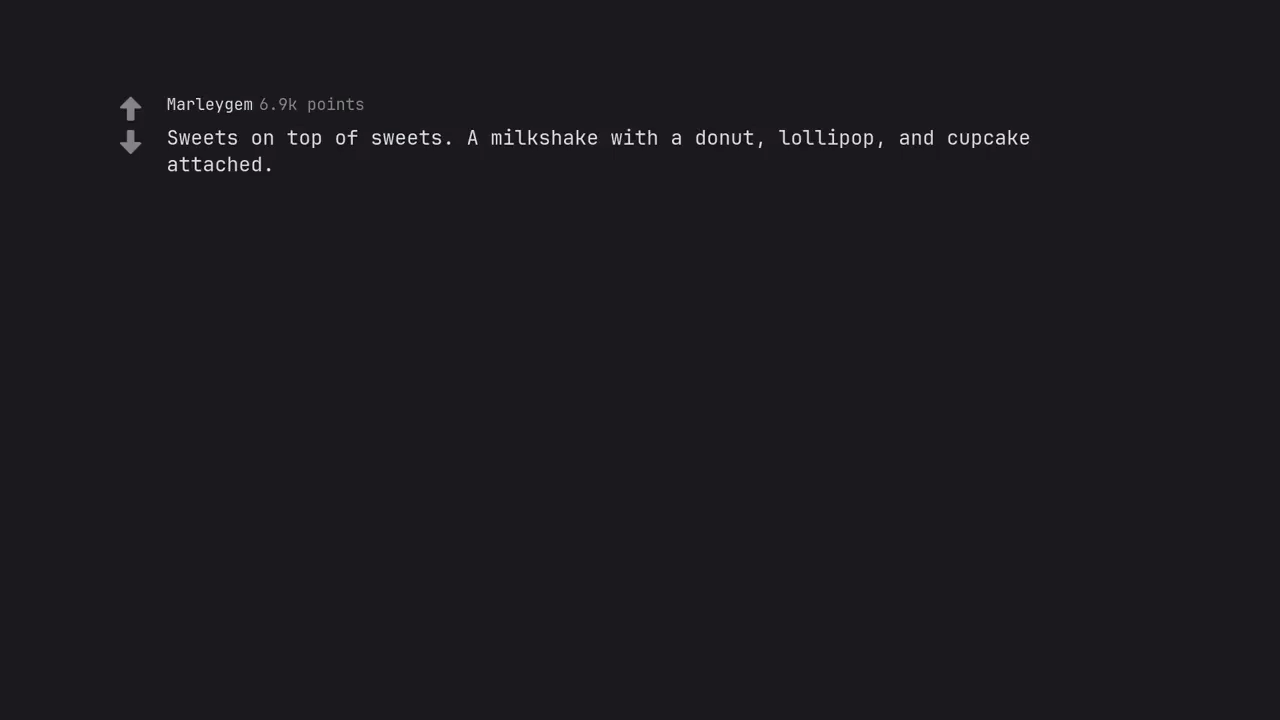 Marleygem 6.9k points
Sweets on top of sweets. A milkshake with a donut, lollipop, and cupcake
attached.